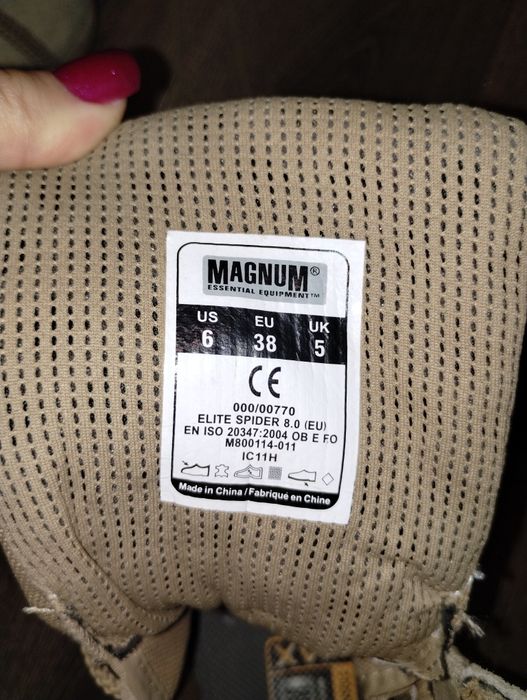 MAGNUM®
ESSENTIAL EQUIPMENT™
US EU UK
6 38 5
CE
000/00770
ELITE SPIDER 8.0 (EU)
EN ISO 20347:2004 OB E FO
M800114-011
IC11H
Made in China / Fabriqué en Chine